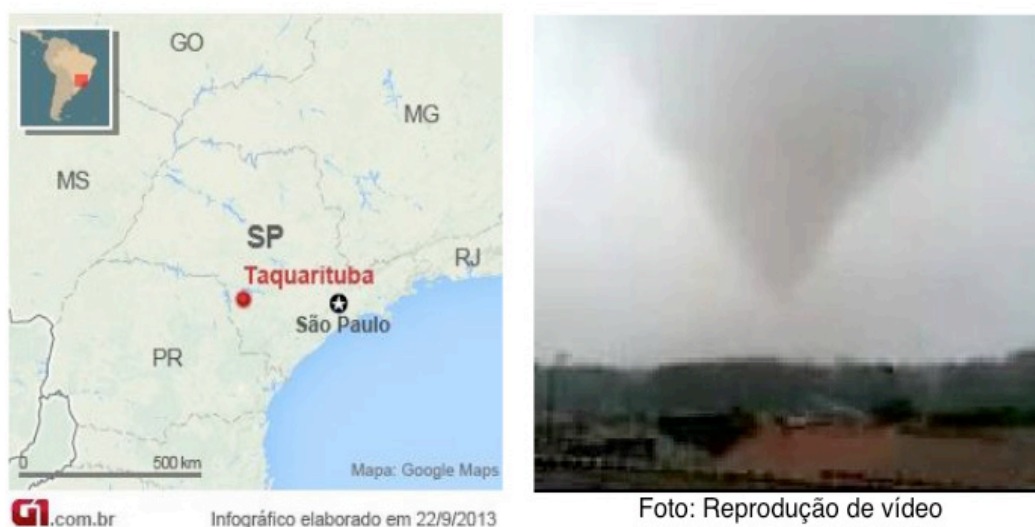 GO
MG
MS
SP
Taquarituba
RJ
São Paulo
PR
0 500 km
Mapa: Google Maps
G1.com.br Infográfico elaborado em 22/9/2013
Foto: Reprodução de vídeo